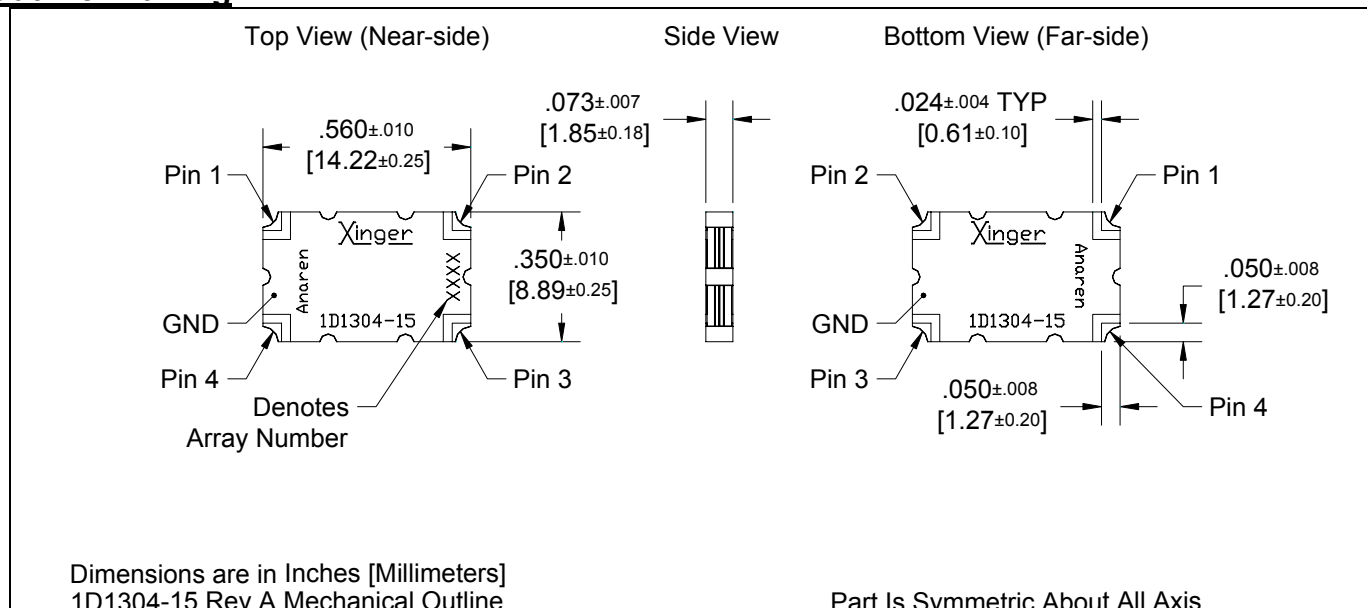 Top View (Near-side)
Side View
Bottom View (Far-side)
.560±.010
[14.22±0.25]
.073±.007
[1.85±0.18]
.024±.004 TYP
[0.61±0.10]
Pin 1
Pin 2
Pin 2
Pin 1
Xinger
Anaren
XXXX
.350±.010
[8.89±0.25]
Xinger
Anaren
.050±.008
[1.27±0.20]
GND
1D1304-15
GND
1D1304-15
Pin 4
Pin 3
Pin 3
.050±.008
[1.27±0.20]
Pin 4
Denotes
Array Number
Dimensions are in Inches [Millimeters]
1D1304-15 Rev A Mechanical Outline
Part Is Symmetric About All Axis